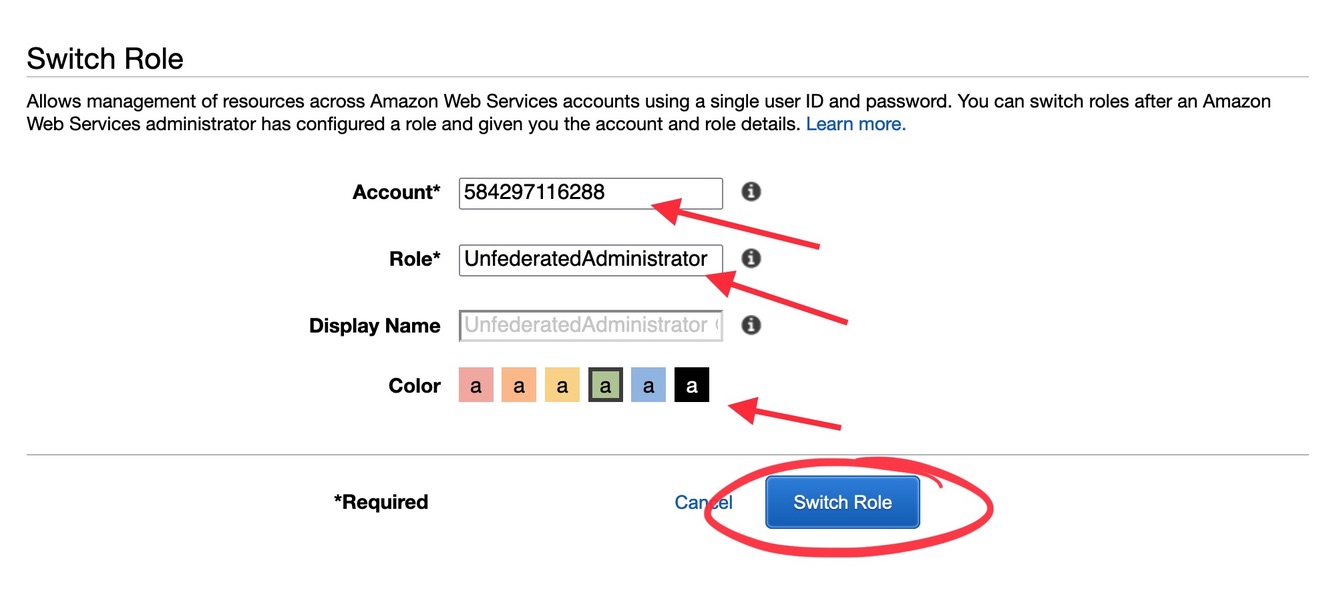 Switch Role
Allows management of resources across Amazon Web Services accounts using a single user ID and password. You can switch roles after an Amazon
Web Services administrator has configured a role and given you the account and role details. Learn more.
Account* 584297116288
Role* UnfederatedAdministrator
Display Name UnfederatedAdministrator
Color a a a a a a
*Required Cancel Switch Role